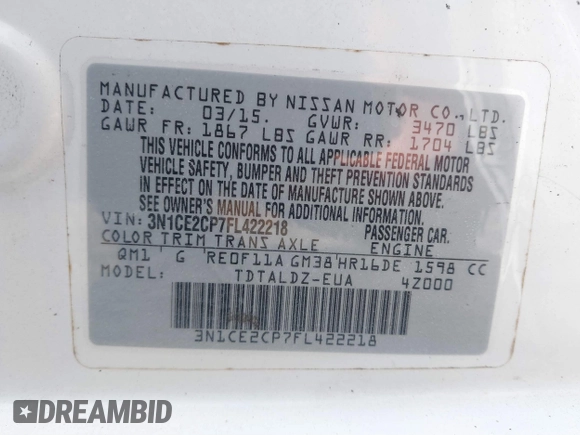 MANUFACTURED BY NISSAN MOTOR CO.,LTD.
DATE: 03/15. GVWR: 3470 LBS
GAWR FR: 1867 LBS GAWR RR: 1704 LBS
THIS VEHICLE CONFORMS TO ALL APPLICABLE FEDERAL MOTOR
VEHICLE SAFETY, BUMPER AND THEFT PREVENTION STANDARDS
IN EFFECT ON THE DATE OF MANUFACTURE SHOWN ABOVE.
SEE OWNER'S MANUAL FOR ADDITIONAL INFORMATION
VIN: 3N1CE2CP7FL422218 PASSENGER CAR.
COLOR TRIM TRANS AXLE ENGINE
QM1 G RE0F11A GM38 HR16DE 1598 CC
MODEL: TDTALDZ-EUA 4Z000
3N1CE2CP7FL422218
DREAMBID